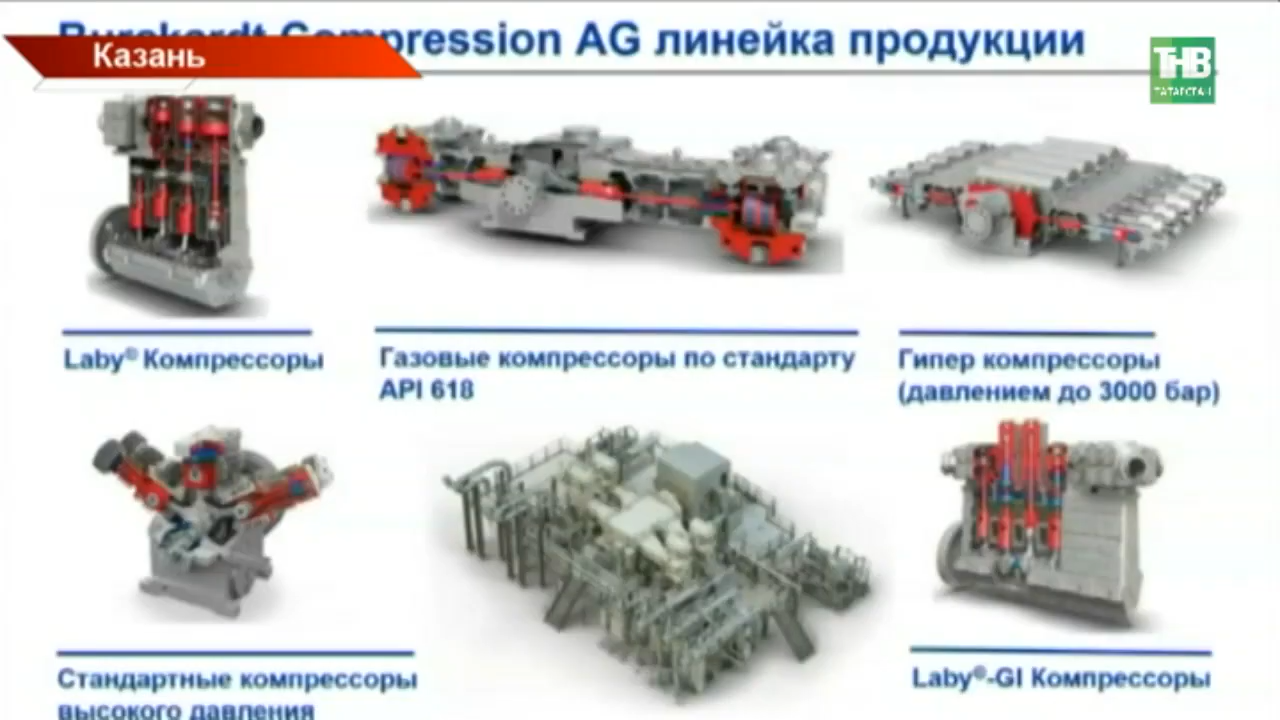 Compression AG линейка продукции
Казань
ТНВ
ТАТАРСТАН
Laby® Компрессоры
Газовые компрессоры по стандарту
API 618
Гипер компрессоры
(давлением до 3000 бар)
Стандартные компрессоры
высокого давления
Laby®-GI Компрессоры